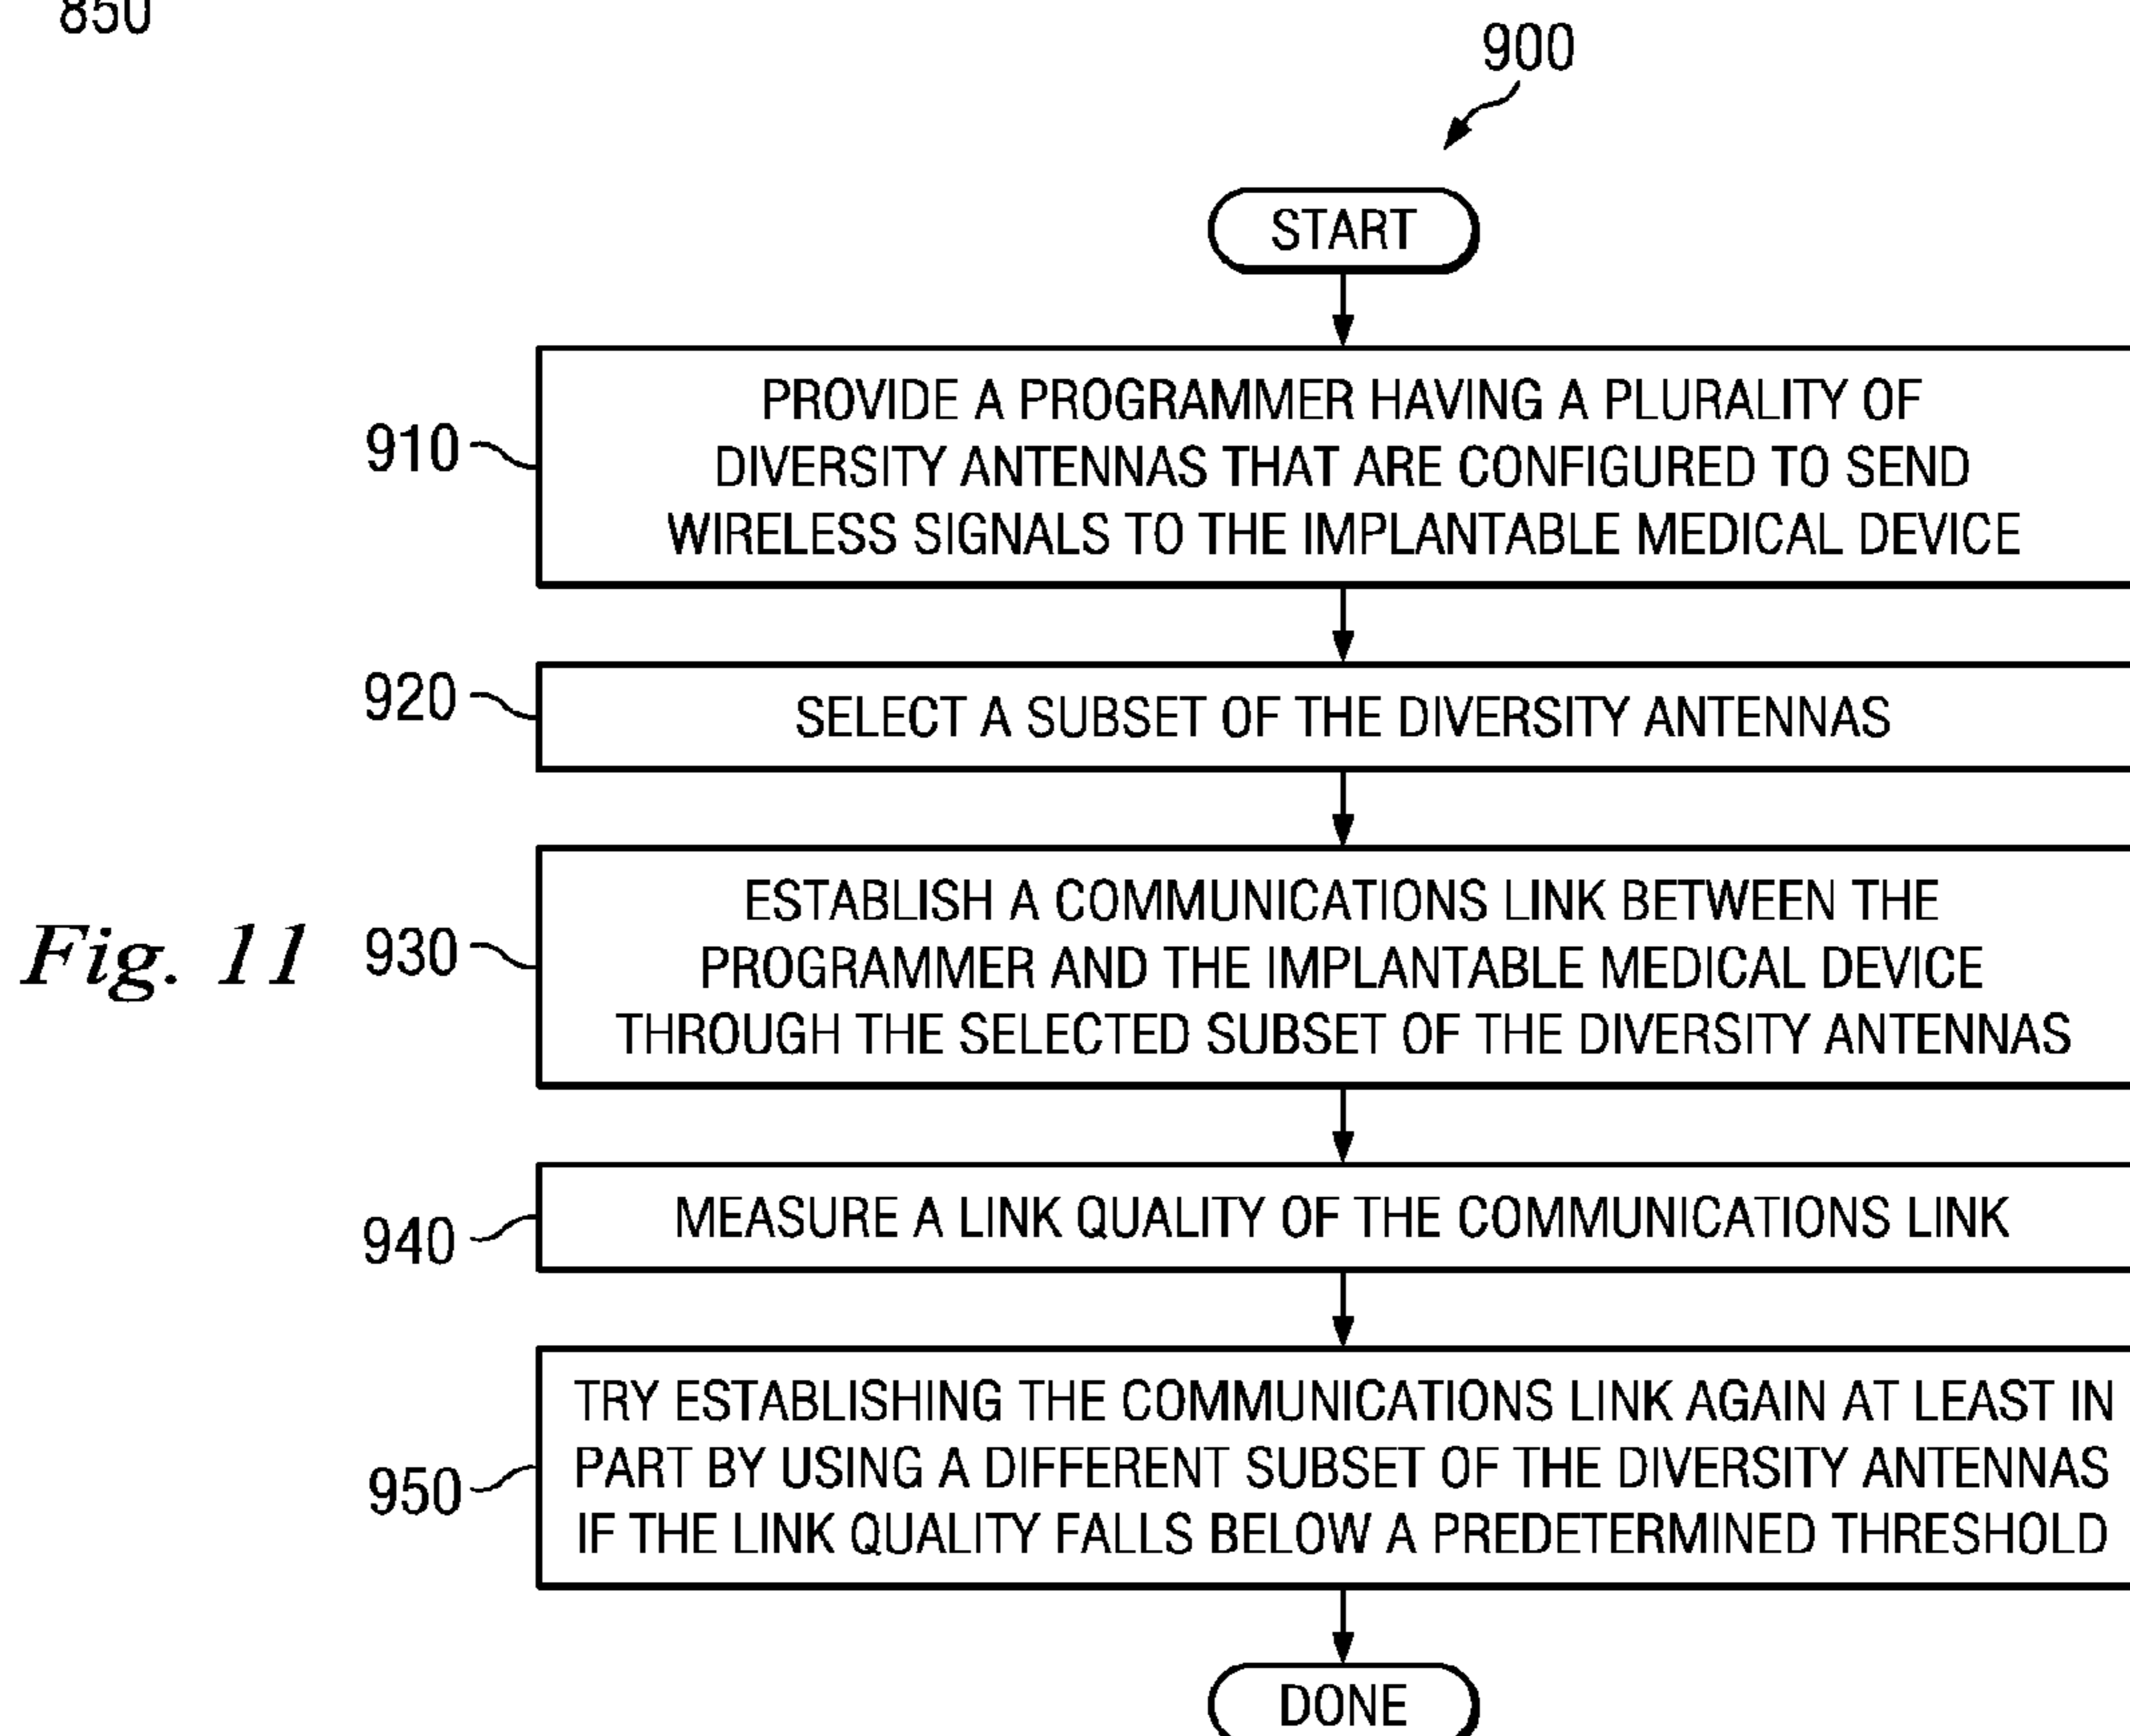 850
900
START
910
PROVIDE A PROGRAMMER HAVING A PLURALITY OF
DIVERSITY ANTENNAS THAT ARE CONFIGURED TO SEND
WIRELESS SIGNALS TO THE IMPLANTABLE MEDICAL DEVICE
920
SELECT A SUBSET OF THE DIVERSITY ANTENNAS
Fig. 11
930
ESTABLISH A COMMUNICATIONS LINK BETWEEN THE
PROGRAMMER AND THE IMPLANTABLE MEDICAL DEVICE
THROUGH THE SELECTED SUBSET OF THE DIVERSITY ANTENNAS
940
MEASURE A LINK QUALITY OF THE COMMUNICATIONS LINK
950
TRY ESTABLISHING THE COMMUNICATIONS LINK AGAIN AT LEAST IN
PART BY USING A DIFFERENT SUBSET OF THE DIVERSITY ANTENNAS
IF THE LINK QUALITY FALLS BELOW A PREDETERMINED THRESHOLD
DONE